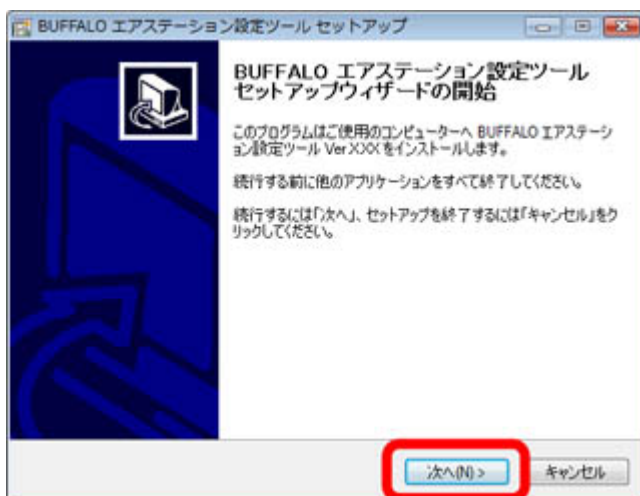 BUFFALO エアステーション設定ツール セットアップ
BUFFALO エアステーション設定ツール
セットアップウィザードの開始
このプログラムはご使用のコンピューターへ BUFFALO エアステーシ
ョン設定ツール Ver.XXX をインストールします。
続行する前に他のアプリケーションをすべて終了してください。
続行するには「次へ」、セットアップを終了するには「キャンセル」をク
リックしてください。
次へ(N) >
キャンセル